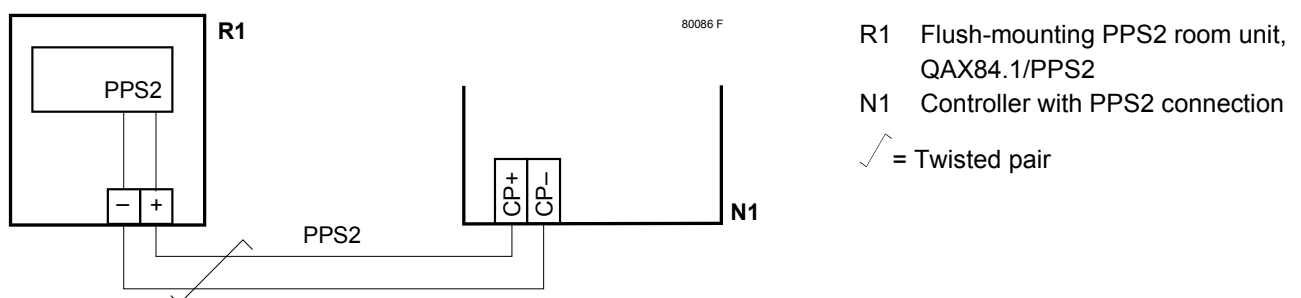 R1
80086 F
PPS2
– +
CP+ CP–
N1
PPS2
R1 Flush-mounting PPS2 room unit,
QAX84.1/PPS2
N1 Controller with PPS2 connection
= Twisted pair